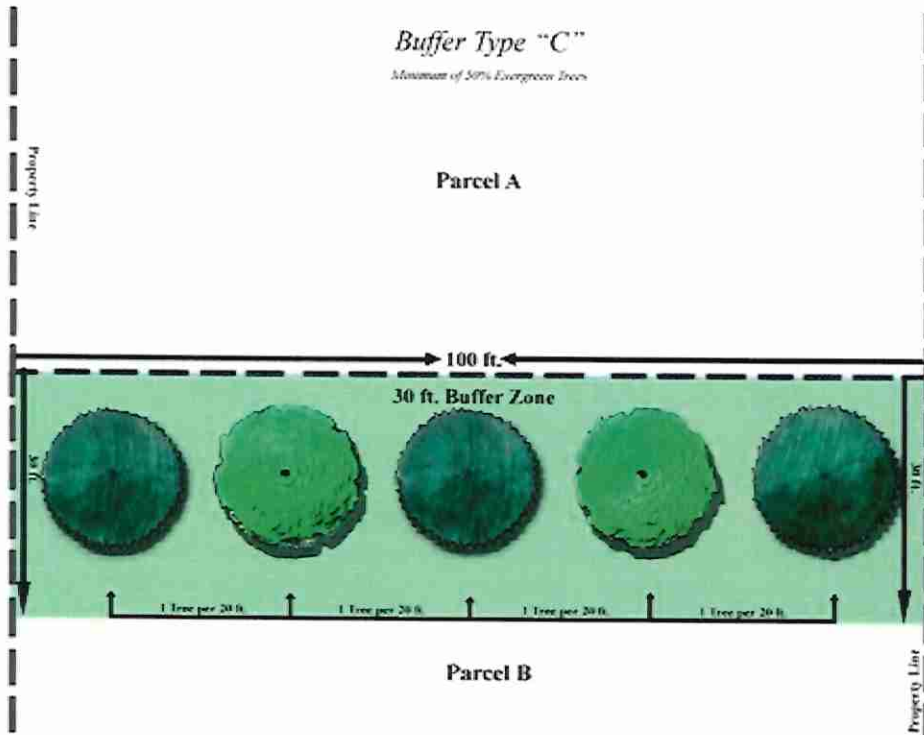 Buffer Type “C”
Minimum of 50% Evergreen Trees
Property Line
Parcel A
100 ft.
30 ft. Buffer Zone
30 ft.
30 ft.
1 Tree per 20 ft.
1 Tree per 20 ft.
1 Tree per 20 ft.
1 Tree per 20 ft.
Parcel B
Property Line